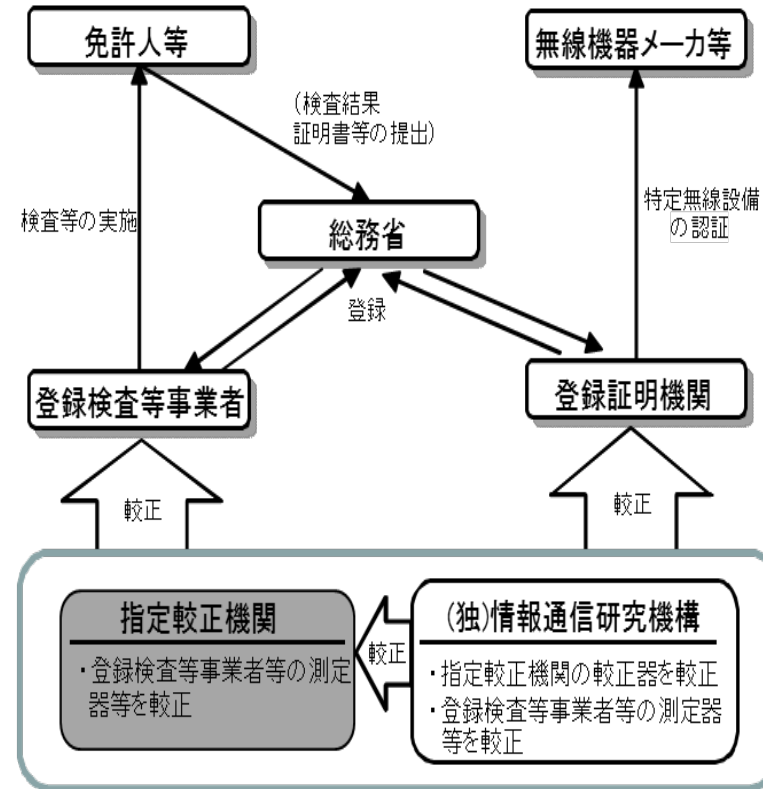 免許人等
無線機器メーカ等
(検査結果
証明書等の提出)
検査等の実施
特定無線設備
の認証
総務省
登録
登録検査等事業者
登録証明機関
較正
較正
指定較正機関
・登録検査等事業者等の測定
器等を較正
較正
(独)情報通信研究機構
・指定較正機関の較正器を較正
・登録検査等事業者等の測定器
等を較正